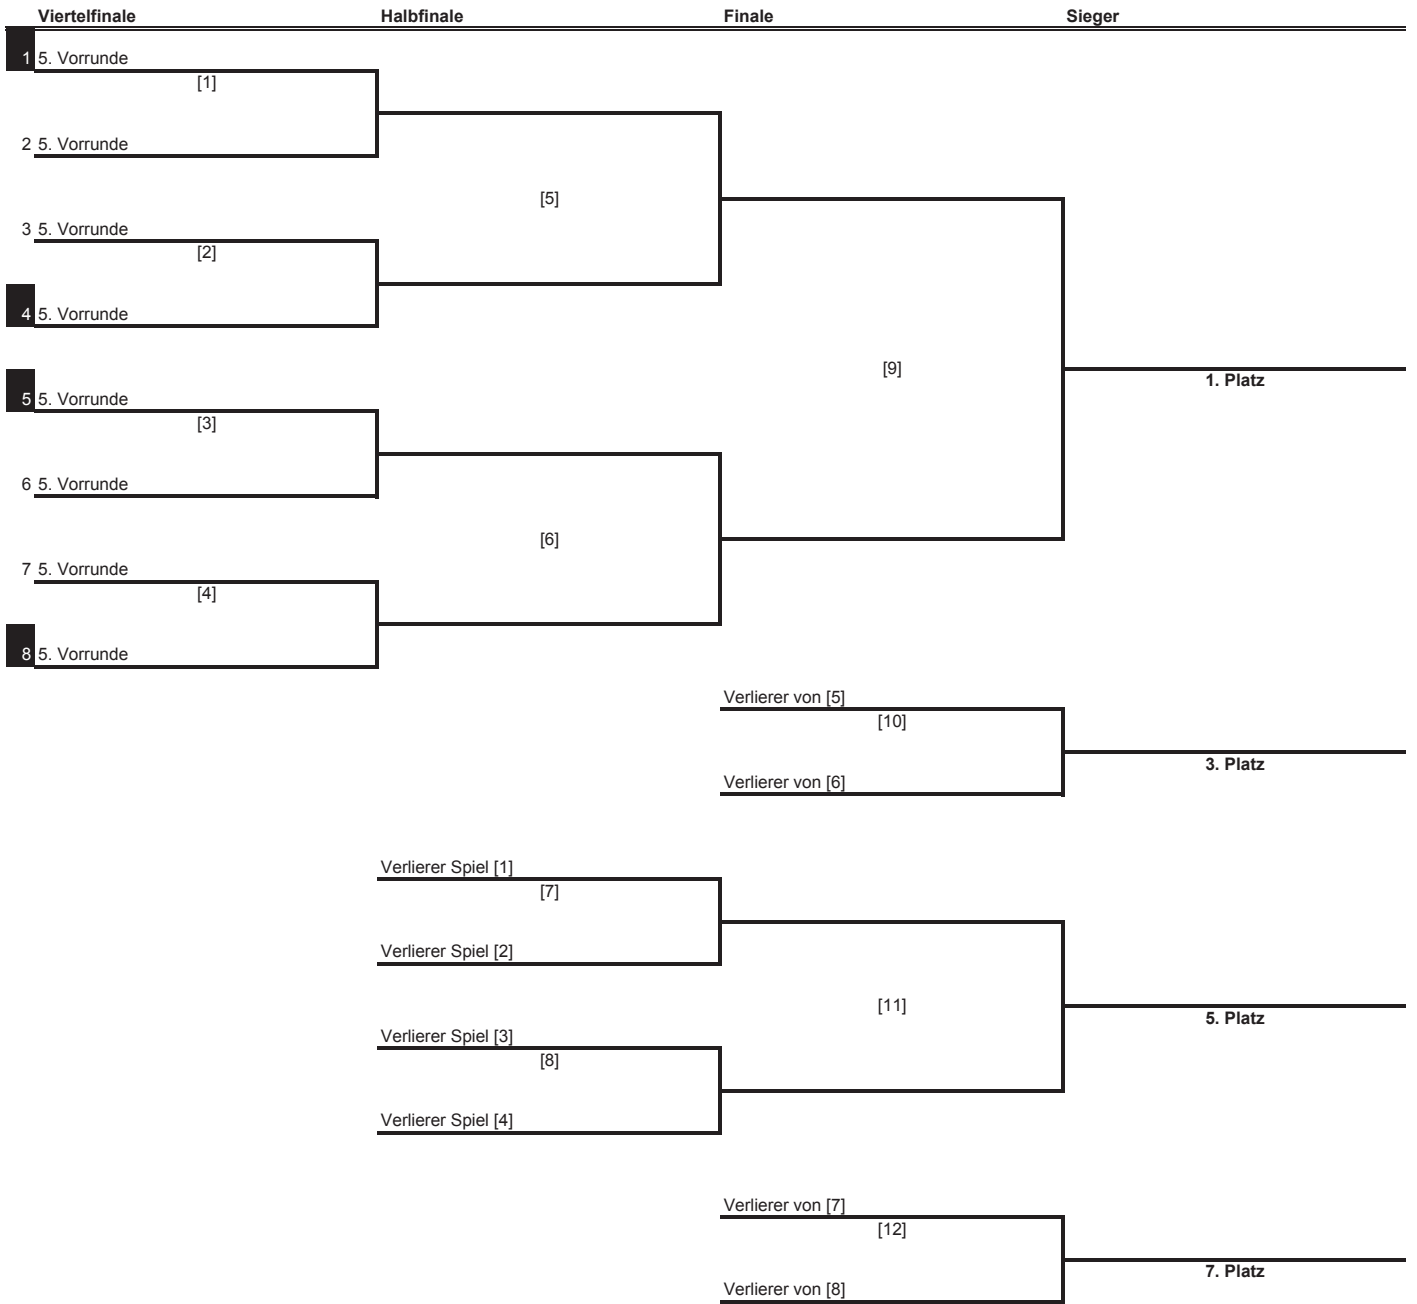 Viertelfinale Halbfinale Finale Sieger
1 5. Vorrunde
[1]
2 5. Vorrunde
[5]
3 5. Vorrunde
[2]
4 5. Vorrunde
[9]
1. Platz
5 5. Vorrunde
[3]
6 5. Vorrunde
[6]
7 5. Vorrunde
[4]
8 5. Vorrunde
Verlierer von [5]
[10]
3. Platz
Verlierer von [6]
Verlierer Spiel [1]
[7]
Verlierer Spiel [2]
[11]
5. Platz
Verlierer Spiel [3]
[8]
Verlierer Spiel [4]
Verlierer von [7]
[12]
7. Platz
Verlierer von [8]